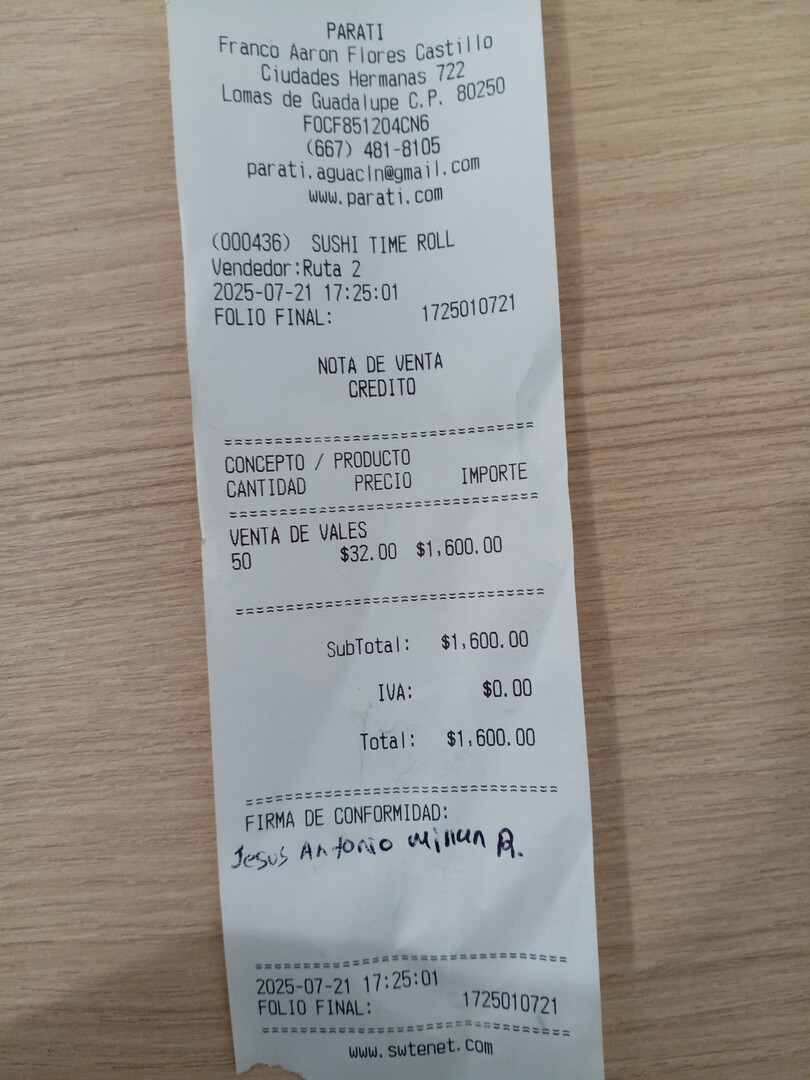 PARATI
Franco Aaron Flores Castillo
Ciudades Hermanas 722
Lomas de Guadalupe C.P. 80250
FOCF851204CN6
(667) 481-8105
parati.aguacln@gmail.com
www.parati.com
(000436) SUSHI TIME ROLL
Vendedor:Ruta 2
2025-07-21 17:25:01
FOLIO FINAL: 1725010721
NOTA DE VENTA
CREDITO
==============================
CONCEPTO / PRODUCTO
CANTIDAD PRECIO IMPORTE
==============================
VENTA DE VALES
50 $32.00 $1,600.00
==============================
SubTotal: $1,600.00
IVA: $0.00
Total: $1,600.00
==============================
FIRMA DE CONFORMIDAD:
Jesus Antonio Millan R.
==============================
2025-07-21 17:25:01
FOLIO FINAL: 1725010721
==============================
www.swtenet.com